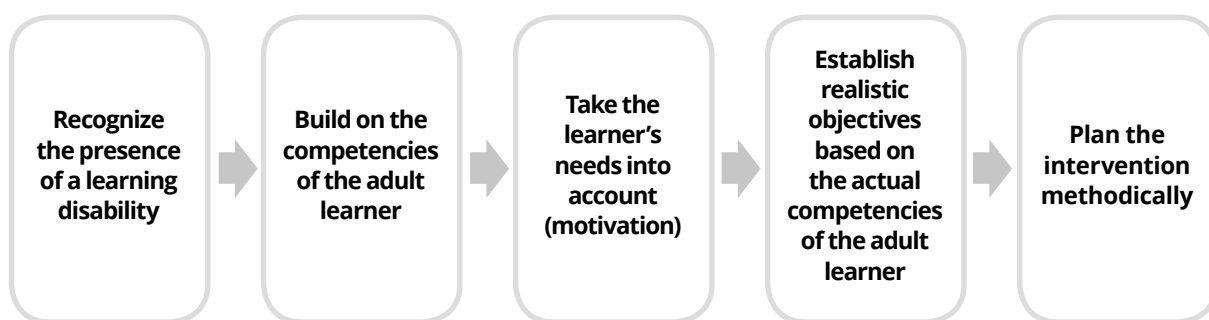 Recognize
the presence
of a learning
disability
Build on the
competencies
of the adult
learner
Take the
learner’s
needs into
account
(motivation)
Establish
realistic
objectives
based on
the actual
competencies
of the adult
learner
Plan the
intervention
methodically